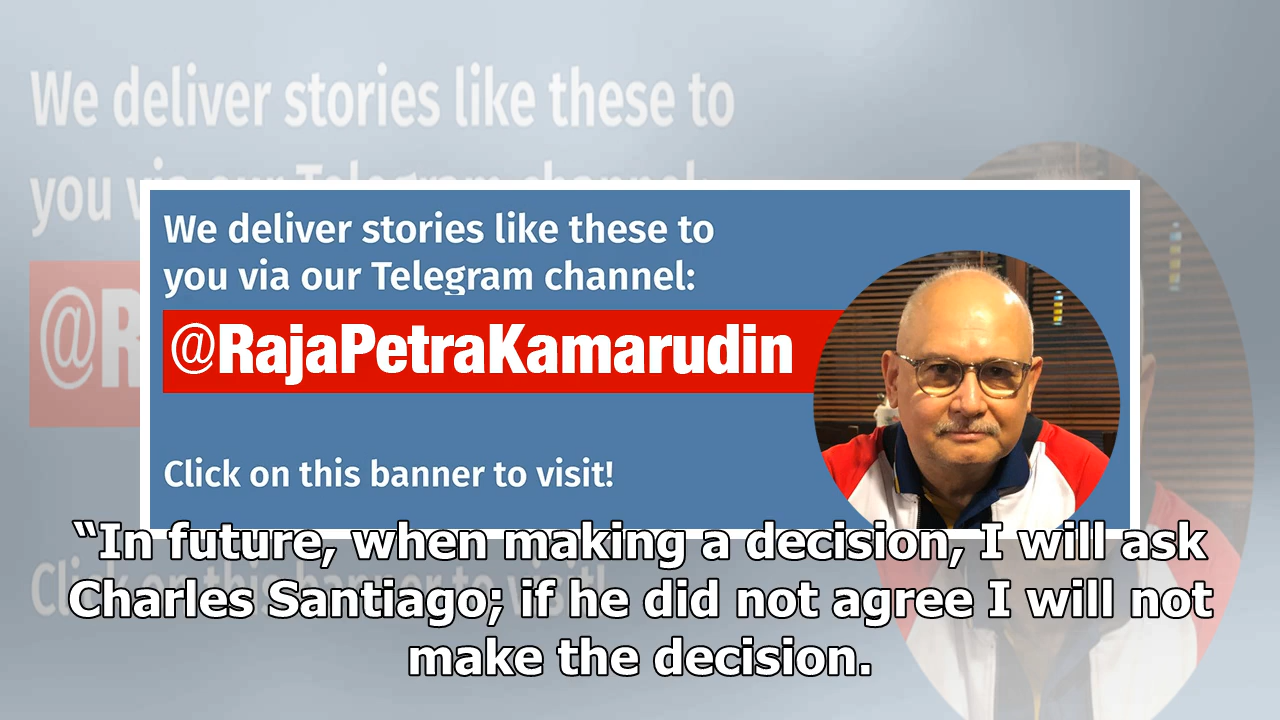 We deliver stories like these to
you via our Telegram channel:
@RajaPetraKamarudin
Click on this banner to visit!
“In future, when making a decision, I will ask
Charles Santiago; if he did not agree I will not
make the decision.